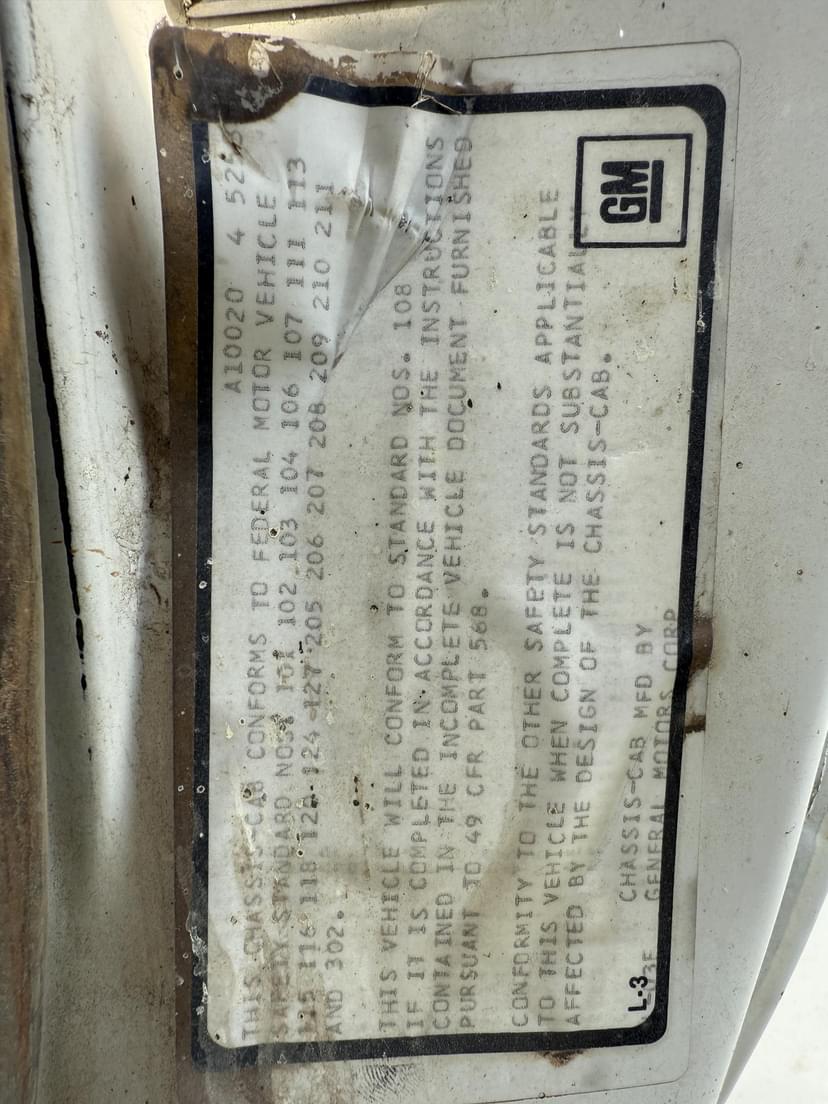 A10020 4
THIS CHASSIS-CAB CONFORMS TO FEDERAL MOTOR VEHICLE
SAFETY STANDARD NOS. 101 102 103 104 106 107 111 113
115 116 118 124 127 205 206 207 208 209 210 211
AND 302.
THIS VEHICLE WILL CONFORM TO STANDARD NOS. 108
IF IT IS COMPLETED IN ACCORDANCE WITH THE INSTRUCTIONS
CONTAINED IN THE INCOMPLETE VEHICLE DOCUMENT FURNISHED
PURSUANT TO 49 CFR PART 568.
CONFORMITY TO THE OTHER SAFETY STANDARDS APPLICABLE
TO THIS VEHICLE WHEN COMPLETE IS NOT SUBSTANTIALLY
AFFECTED BY THE DESIGN OF THE CHASSIS-CAB.
GM
CHASSIS-CAB MFD BY
GENERAL MOTORS CORP
L-3